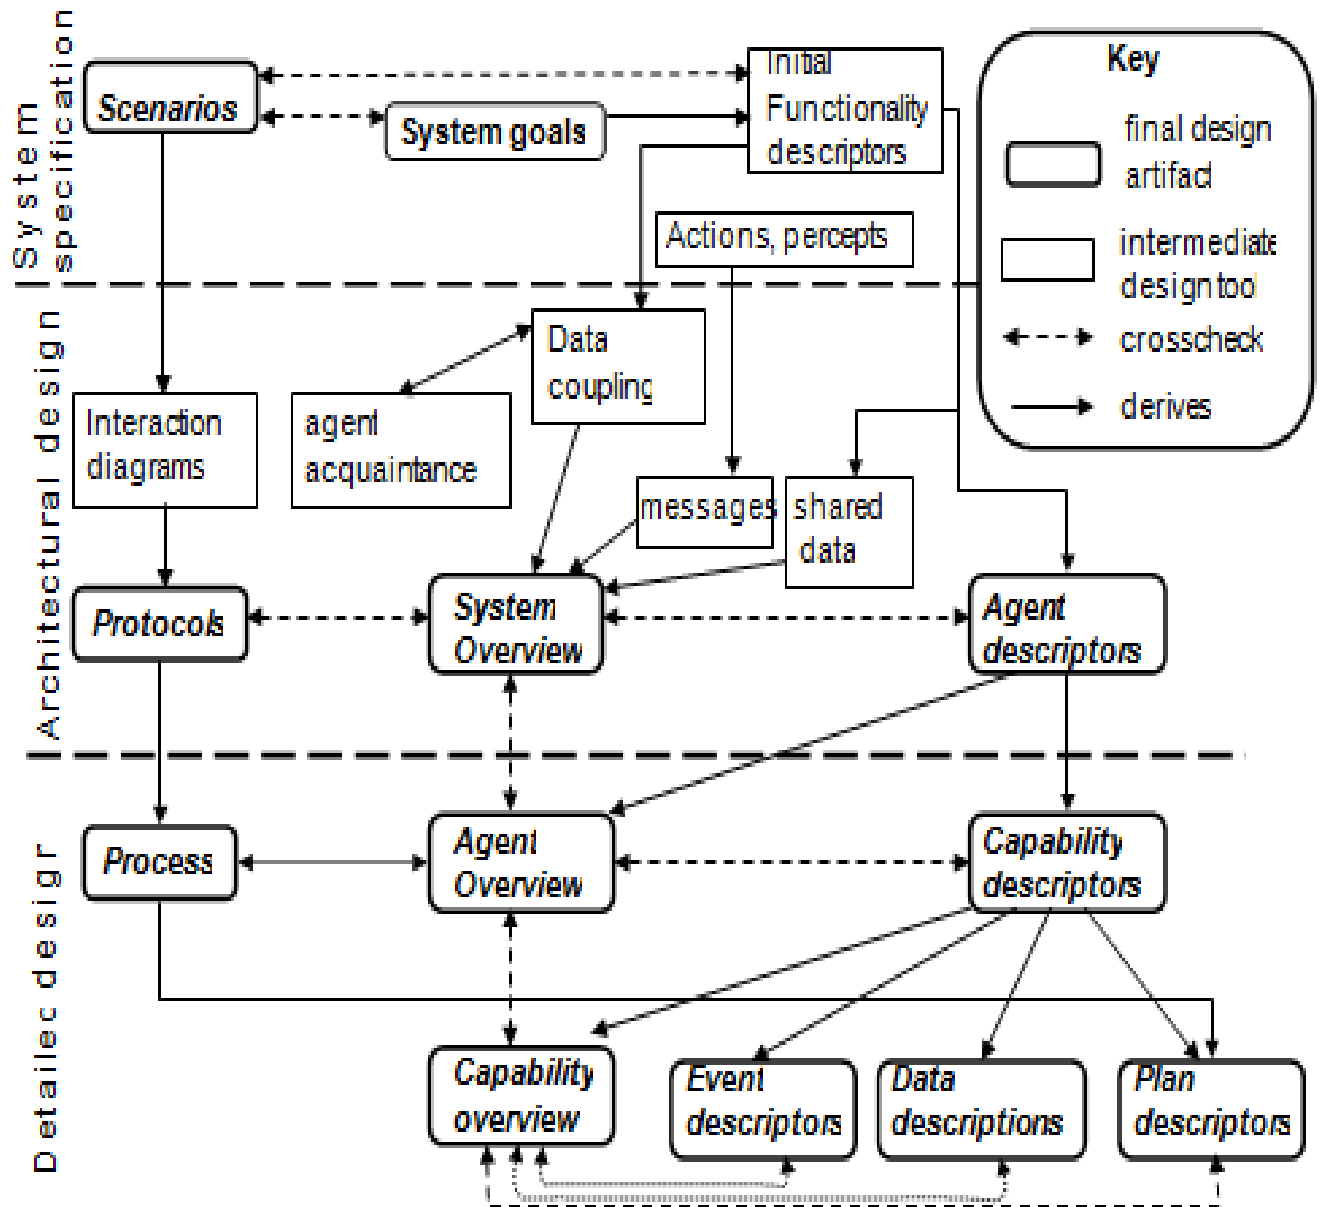 System
specification
Scenarios
System goals
Initial
Functionality
descriptors
Actions, percepts
Key
final design
artifact
intermediate
design tool
crosscheck
derives
Architectural design
Interaction
diagrams
agent
acquaintance
Data
coupling
messages
shared
data
Protocols
System
Overview
Agent
descriptors
Detailed design
Process
Agent
Overview
Capability
descriptors
Capability
overview
Event
descriptors
Data
descriptions
Plan
descriptors